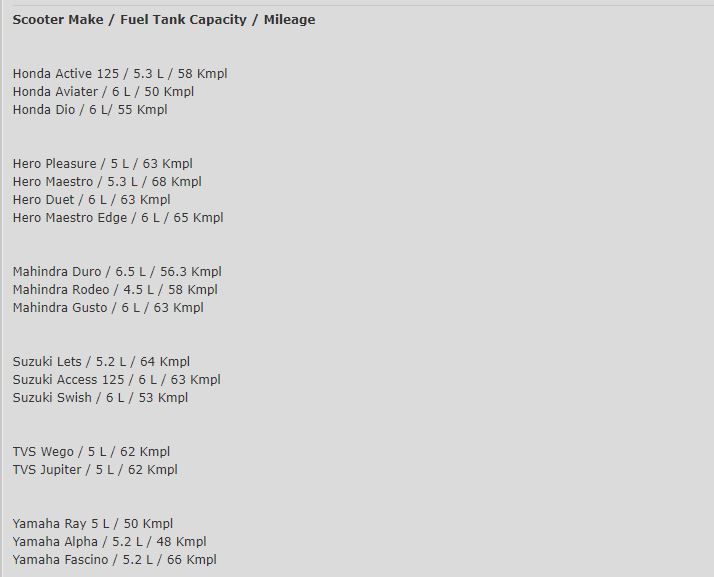 Scooter Make / Fuel Tank Capacity / Mileage
Honda Active 125 / 5.3 L / 58 Kmpl
Honda Aviater / 6 L / 50 Kmpl
Honda Dio / 6 L/ 55 Kmpl
Hero Pleasure / 5 L / 63 Kmpl
Hero Maestro / 5.3 L / 68 Kmpl
Hero Duet / 6 L / 63 Kmpl
Hero Maestro Edge / 6 L / 65 Kmpl
Mahindra Duro / 6.5 L / 56.3 Kmpl
Mahindra Rodeo / 4.5 L / 58 Kmpl
Mahindra Gusto / 6 L / 63 Kmpl
Suzuki Lets / 5.2 L / 64 Kmpl
Suzuki Access 125 / 6 L / 63 Kmpl
Suzuki Swish / 6 L / 53 Kmpl
TVS Wego / 5 L / 62 Kmpl
TVS Jupiter / 5 L / 62 Kmpl
Yamaha Ray 5 L / 50 Kmpl
Yamaha Alpha / 5.2 L / 48 Kmpl
Yamaha Fascino / 5.2 L / 66 Kmpl